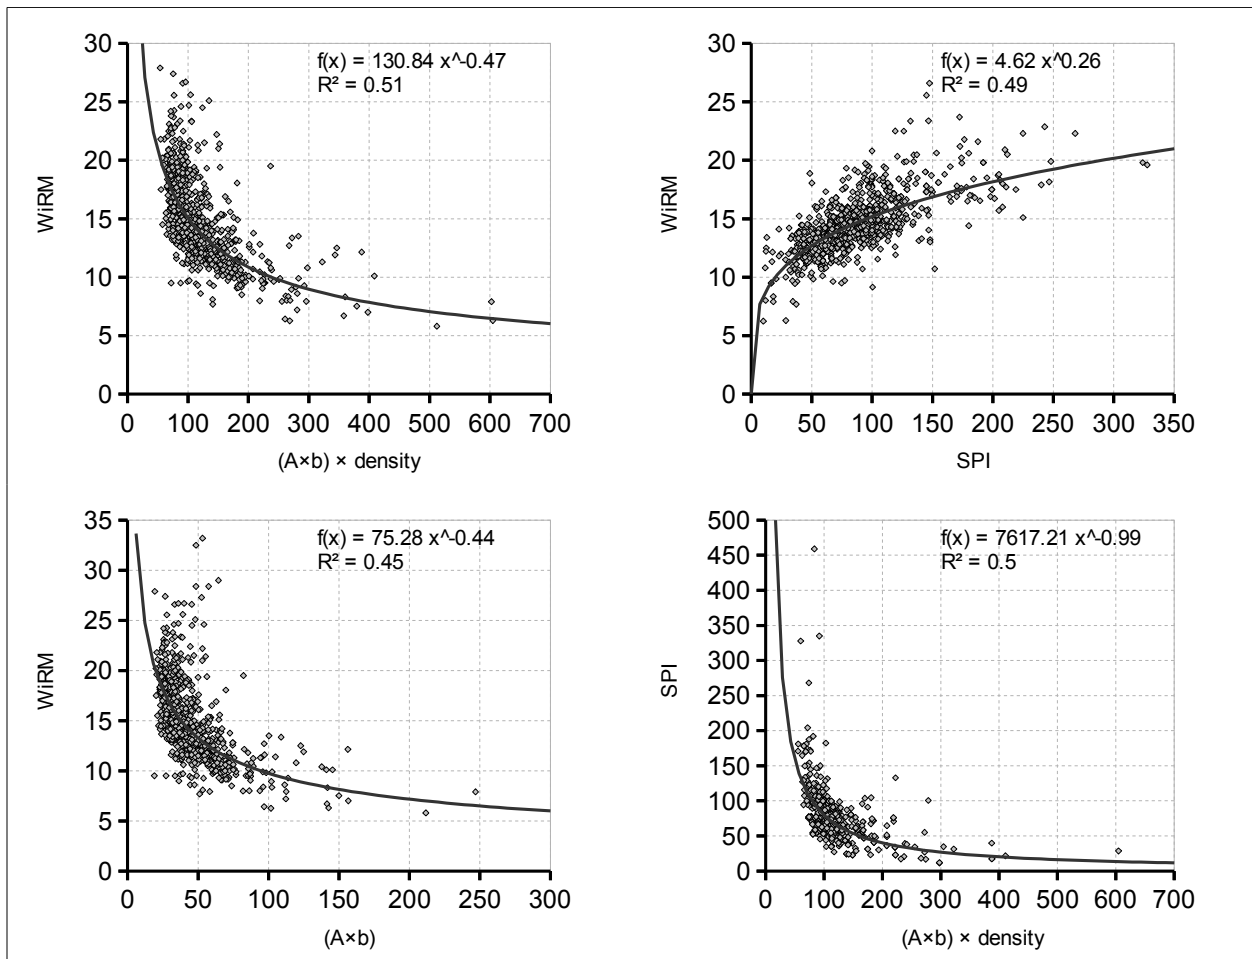 f(x) = 130.84 x^-0.47
R² = 0.51
WiRM
30
25
20
15
10
5
0
0 100 200 300 400 500 600 700
(A×b) × density
f(x) = 4.62 x^0.26
R² = 0.49
WiRM
30
25
20
15
10
5
0
0 50 100 150 200 250 300 350
SPI
f(x) = 75.28 x^-0.44
R² = 0.45
WiRM
35
30
25
20
15
10
5
0
0 50 100 150 200 250 300
(A×b)
f(x) = 7617.21 x^-0.99
R² = 0.5
SPI
500
450
400
350
300
250
200
150
100
50
0
0 100 200 300 400 500 600 700
(A×b) × density